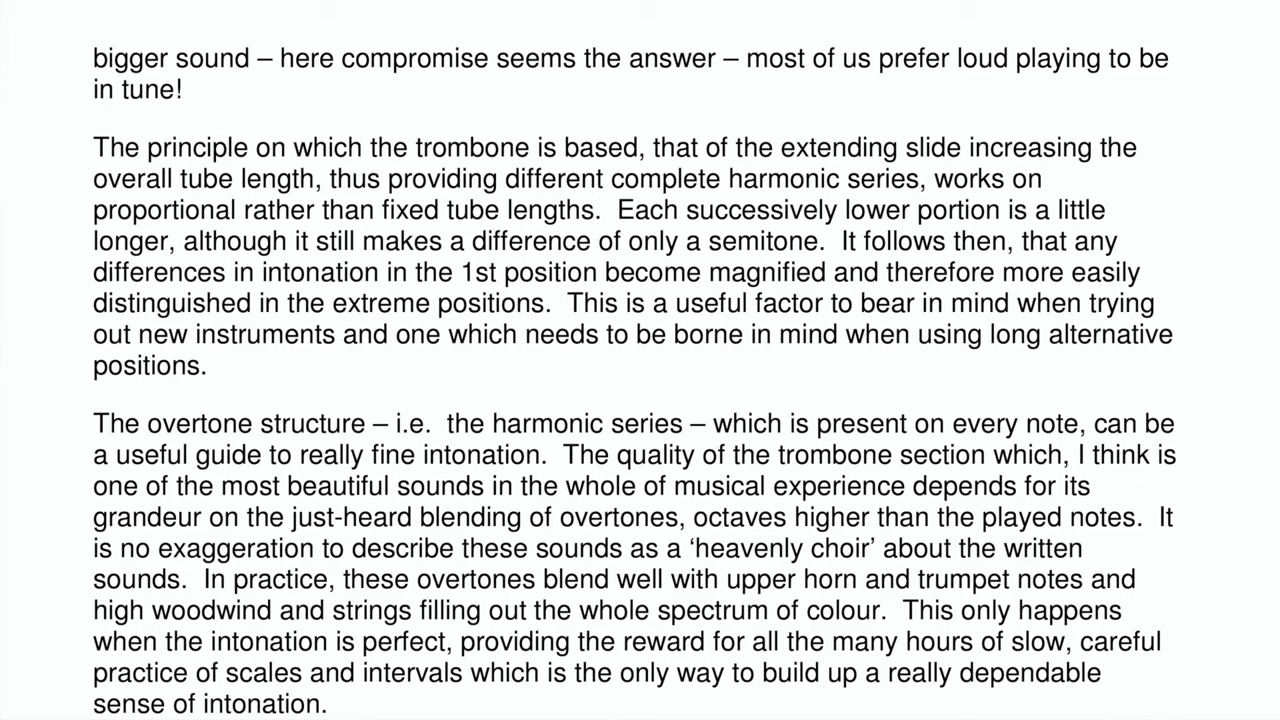 bigger sound – here compromise seems the answer – most of us prefer loud playing to be
in tune!
The principle on which the trombone is based, that of the extending slide increasing the
overall tube length, thus providing different complete harmonic series, works on
proportional rather than fixed tube lengths.  Each successively lower portion is a little
longer, although it still makes a difference of only a semitone.  It follows then, that any
differences in intonation in the 1st position become magnified and therefore more easily
distinguished in the extreme positions.  This is a useful factor to bear in mind when trying
out new instruments and one which needs to be borne in mind when using long alternative
positions.
The overtone structure – i.e.  the harmonic series – which is present on every note, can be
a useful guide to really fine intonation.  The quality of the trombone section which, I think is
one of the most beautiful sounds in the whole of musical experience depends for its
grandeur on the just-heard blending of overtones, octaves higher than the played notes.  It
is no exaggeration to describe these sounds as a ‘heavenly choir’ about the written
sounds.  In practice, these overtones blend well with upper horn and trumpet notes and
high woodwind and strings filling out the whole spectrum of colour.  This only happens
when the intonation is perfect, providing the reward for all the many hours of slow, careful
practice of scales and intervals which is the only way to build up a really dependable
sense of intonation.